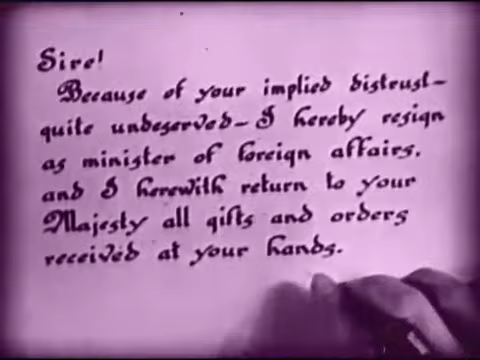 Sire!
Because of your implied distrust—
quite undeserved— I hereby resign
as minister of foreign affairs,
and I herewith return to your
Majesty all gifts and orders
received at your hands.